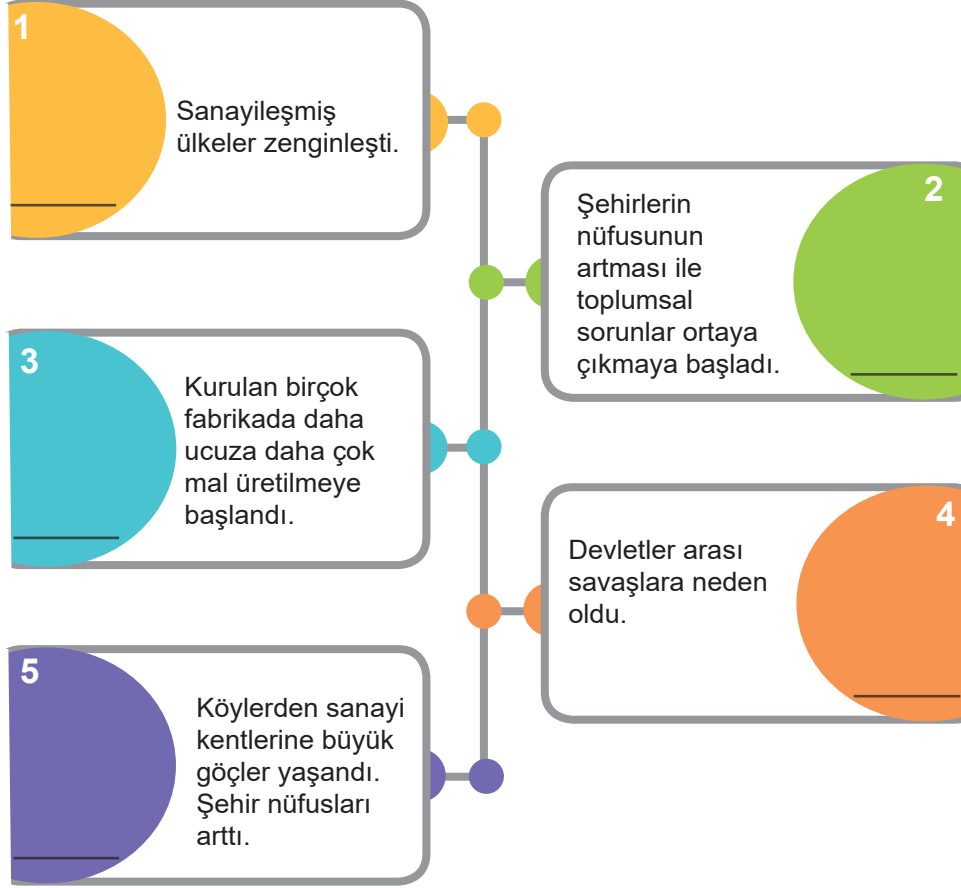 1
Sanayileşmiş
ülkeler zenginleşti.
2
Şehirlerin
nüfusunun
artması ile
toplumsal
sorunlar ortaya
çıkmaya başladı.
3
Kurulan birçok
fabrikada daha
ucuza daha çok
mal üretilmeye
başlandı.
4
Devletler arası
savaşlara neden
oldu.
5
Köylerden sanayi
kentlerine büyük
göçler yaşandı.
Şehir nüfusları
arttı.